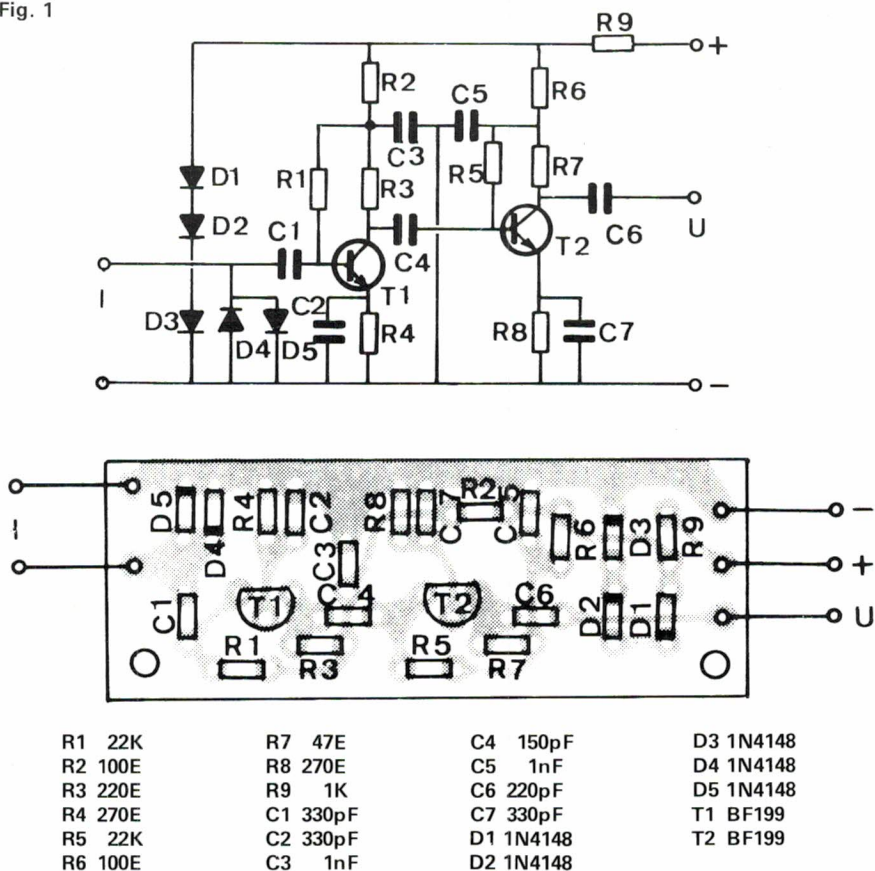 Fig. 1
R9
+
R2
C5
R6
C3
D1
R1
R3
R5
R7
D2
C1
C4
C6
U
T2
I
C2
T1
D3
D4
D5
R4
R8
C7
−
D5
R4
C2
R8
C7
R2
C5
−
I
D4
C3
R6
D3
R9
+
C1
T1
C4
T2
C6
D2
D1
U
R1
R3
R5
R7
R1 22K R7 47E C4 150pF D3 1N4148
R2 100E R8 270E C5 1nF D4 1N4148
R3 220E R9 1K C6 220pF D5 1N4148
R4 270E C1 330pF C7 330pF T1 BF199
R5 22K C2 330pF D1 1N4148 T2 BF199
R6 100E C3 1nF D2 1N4148